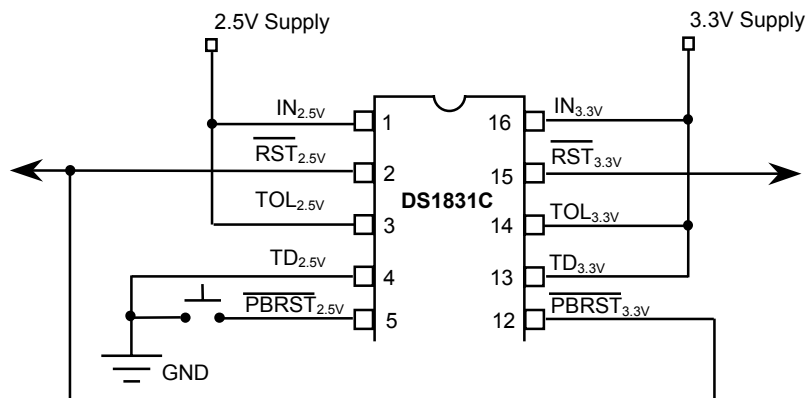 2.5V Supply
3.3V Supply
IN2.5V
1
16
IN3.3V
RST2.5V
2
15
RST3.3V
DS1831C
TOL2.5V
3
14
TOL3.3V
TD2.5V
4
13
TD3.3V
PBRST2.5V
5
12
PBRST3.3V
GND